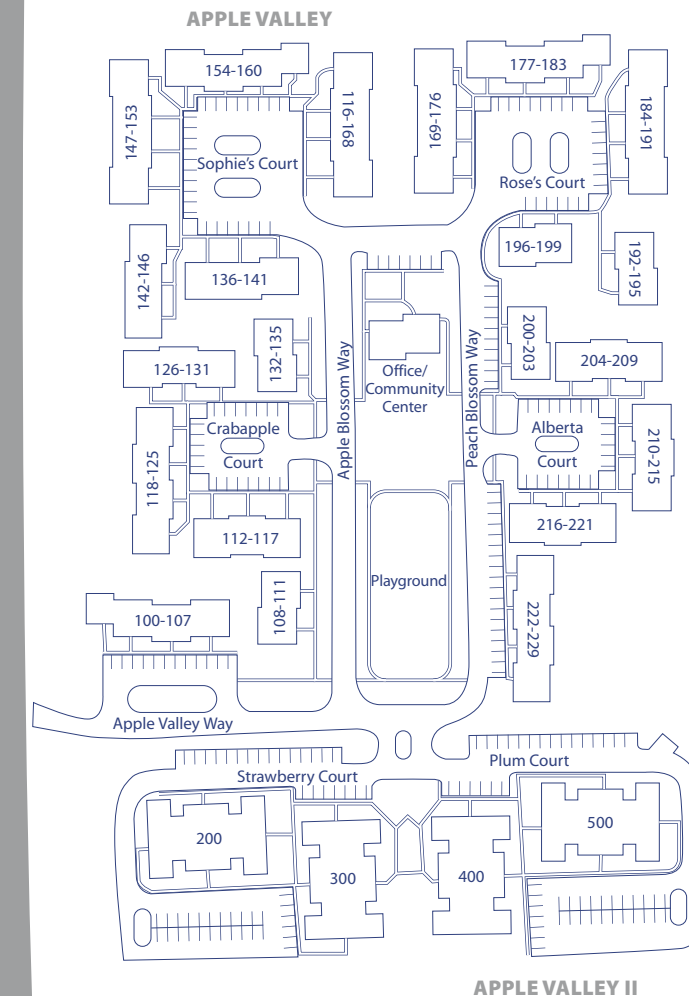 APPLE VALLEY
154-160
177-183
147-153
116-168
169-176
184-191
Sophie's Court
Rose's Court
142-146
136-141
196-199
192-195
132-135
126-131
200-203
204-209
Office/
Community
Center
Apple Blossom Way
Peach Blossom Way
Crabapple
Court
Alberta
Court
118-125
210-215
112-117
216-221
108-111
Playground
222-229
100-107
Apple Valley Way
Strawberry Court
Plum Court
200
300
400
500
APPLE VALLEY II